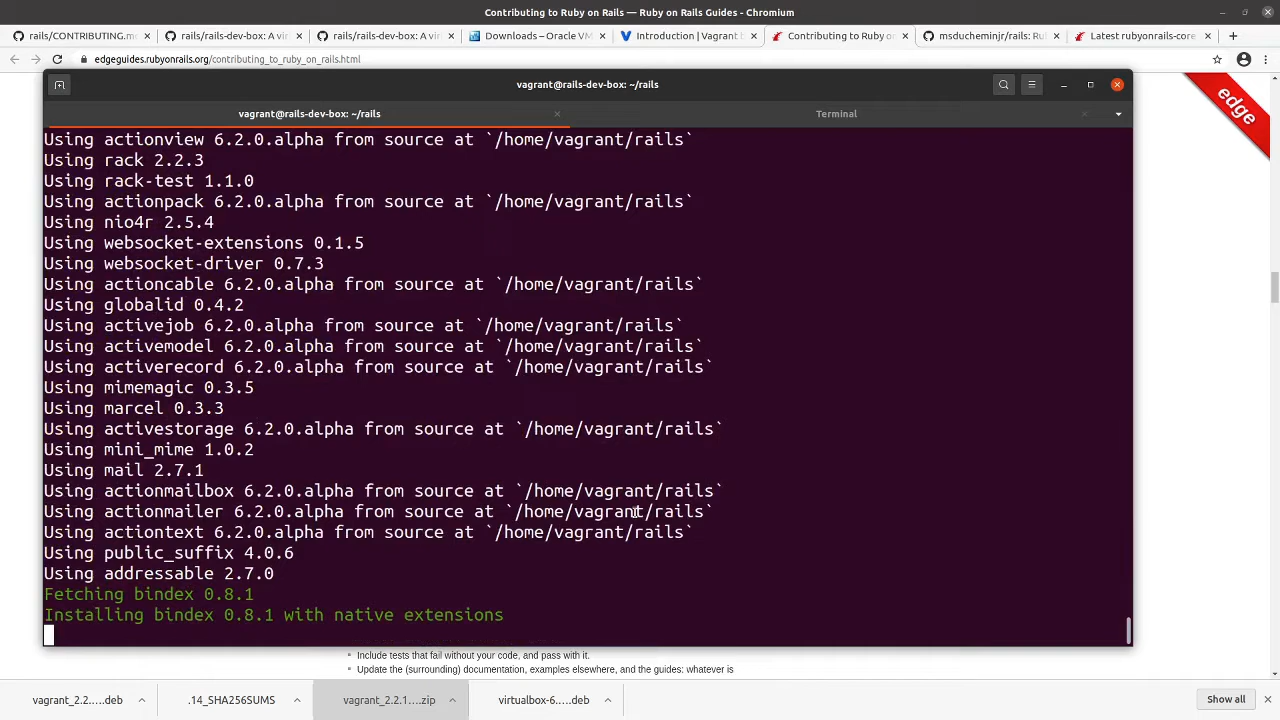 Contributing to Ruby on Rails — Ruby on Rails Guides - Chromium
rails/CONTRIBUTING.m
rails/rails-dev-box: A vi
rails/rails-dev-box: A vi
Downloads – Oracle VM
Introduction | Vagrant b
Contributing to Ruby o
msducheminjr/rails: Ru
Latest rubyonrails-core
edgeguides.rubyonrails.org/contributing_to_ruby_on_rails.html
edge
vagrant@rails-dev-box: ~/rails
vagrant@rails-dev-box: ~/rails
Terminal
Using actionview 6.2.0.alpha from source at `/home/vagrant/rails`
Using rack 2.2.3
Using rack-test 1.1.0
Using actionpack 6.2.0.alpha from source at `/home/vagrant/rails`
Using nio4r 2.5.4
Using websocket-extensions 0.1.5
Using websocket-driver 0.7.3
Using actioncable 6.2.0.alpha from source at `/home/vagrant/rails`
Using globalid 0.4.2
Using activejob 6.2.0.alpha from source at `/home/vagrant/rails`
Using activemodel 6.2.0.alpha from source at `/home/vagrant/rails`
Using activerecord 6.2.0.alpha from source at `/home/vagrant/rails`
Using mimemagic 0.3.5
Using marcel 0.3.3
Using activestorage 6.2.0.alpha from source at `/home/vagrant/rails`
Using mini_mime 1.0.2
Using mail 2.7.1
Using actionmailbox 6.2.0.alpha from source at `/home/vagrant/rails`
Using actionmailer 6.2.0.alpha from source at `/home/vagrant/rails`
Using actiontext 6.2.0.alpha from source at `/home/vagrant/rails`
Using public_suffix 4.0.6
Using addressable 2.7.0
Fetching bindex 0.8.1
Installing bindex 0.8.1 with native extensions
Include tests that fail without your code, and pass with it.
Update the (surrounding) documentation, examples elsewhere, and the guides: whatever is
vagrant_2.2.....deb
.14_SHA256SUMS
vagrant_2.2.1....zip
virtualbox-6.....deb
Show all